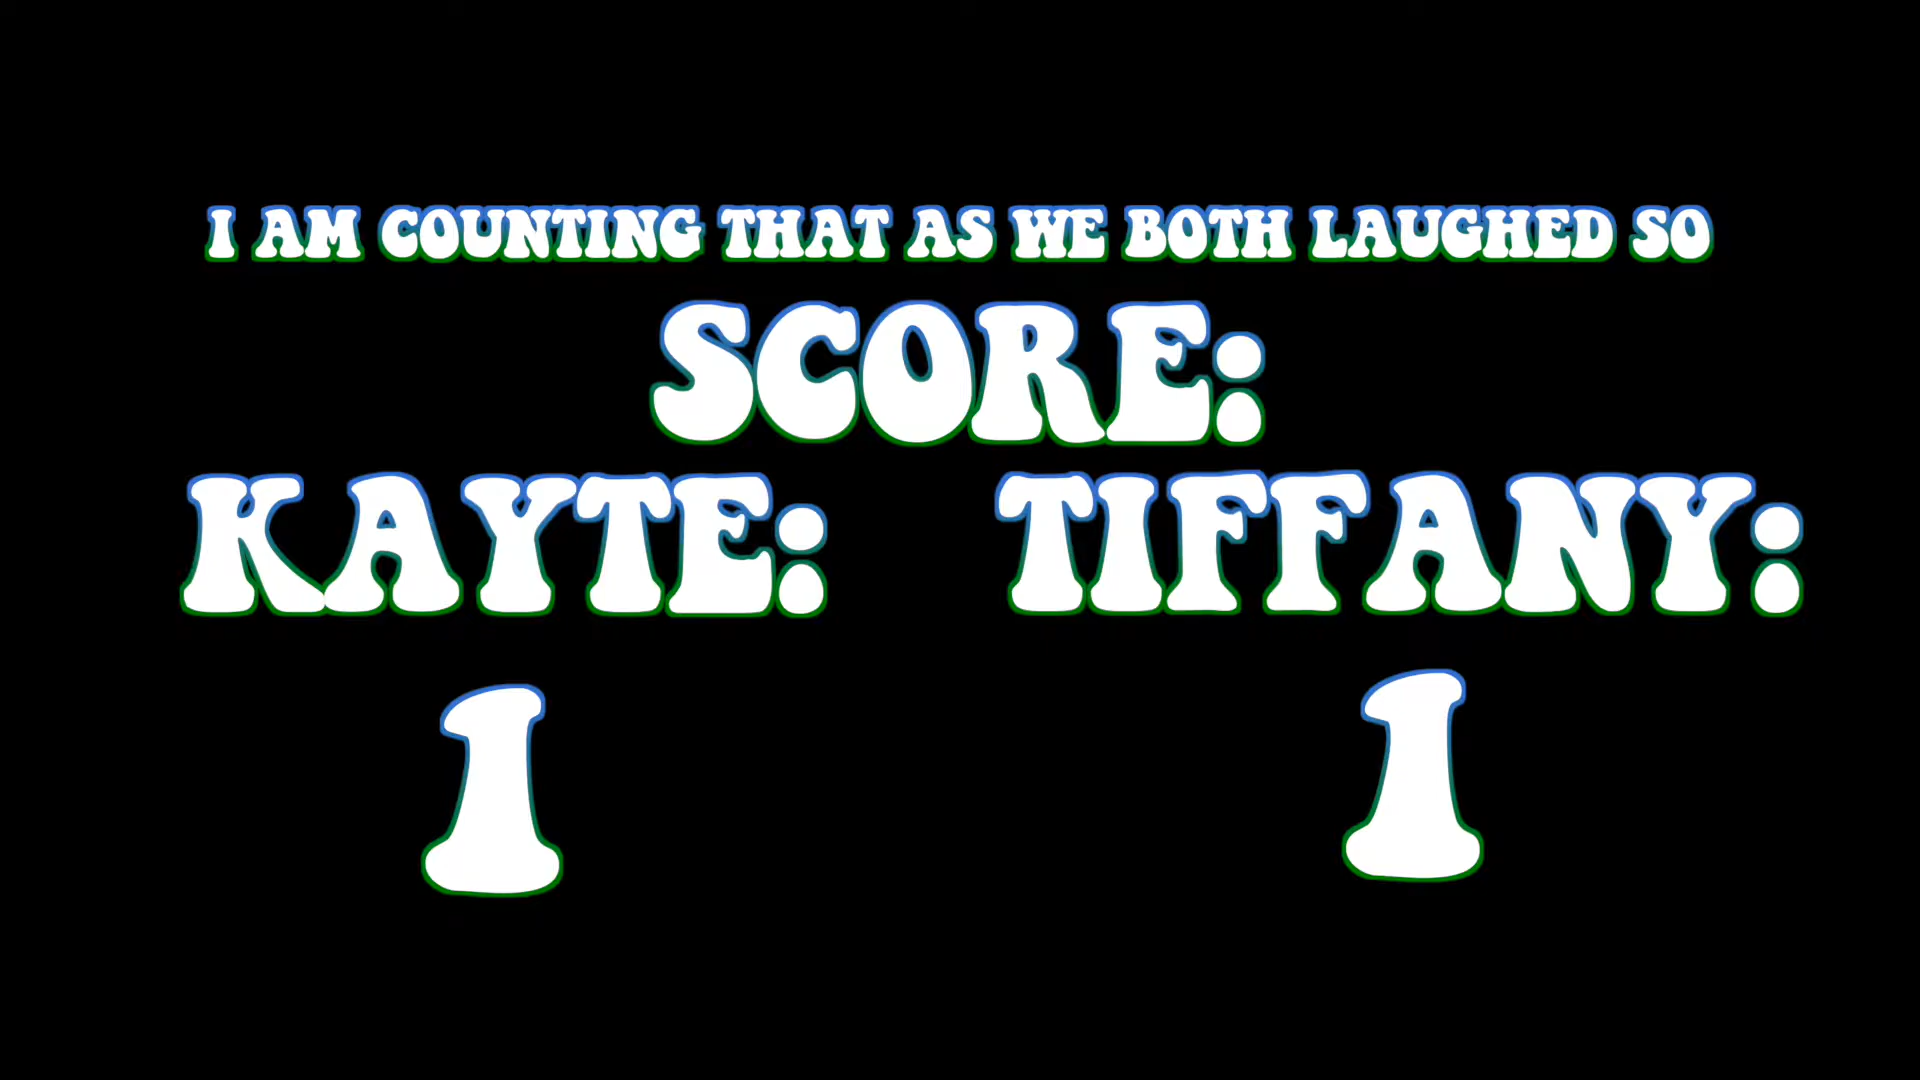 I AM COUNTING THAT AS WE BOTH LAUGHED SO
SCORE:
KAYTE: TIFFANY:
1 1